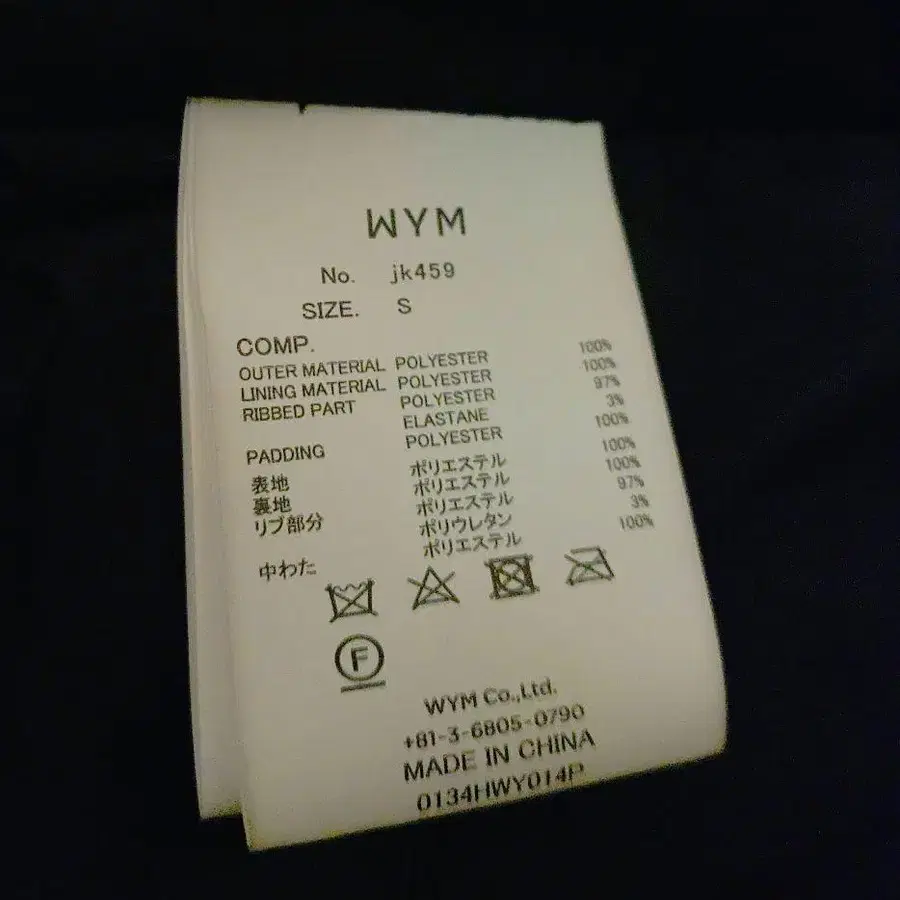 WYM
No. jk459
SIZE. S
COMP.
OUTER MATERIAL POLYESTER 100%
LINING MATERIAL POLYESTER 100%
RIBBED PART POLYESTER 97%
ELASTANE 3%
PADDING POLYESTER 100%
表地 ポリエステル 100%
裏地 ポリエステル 100%
リブ部分 ポリエステル 97%
ポリウレタン 3%
中わた ポリエステル 100%
F
WYM Co.,Ltd.
+81-3-6805-0790
MADE IN CHINA
0134HWY014P